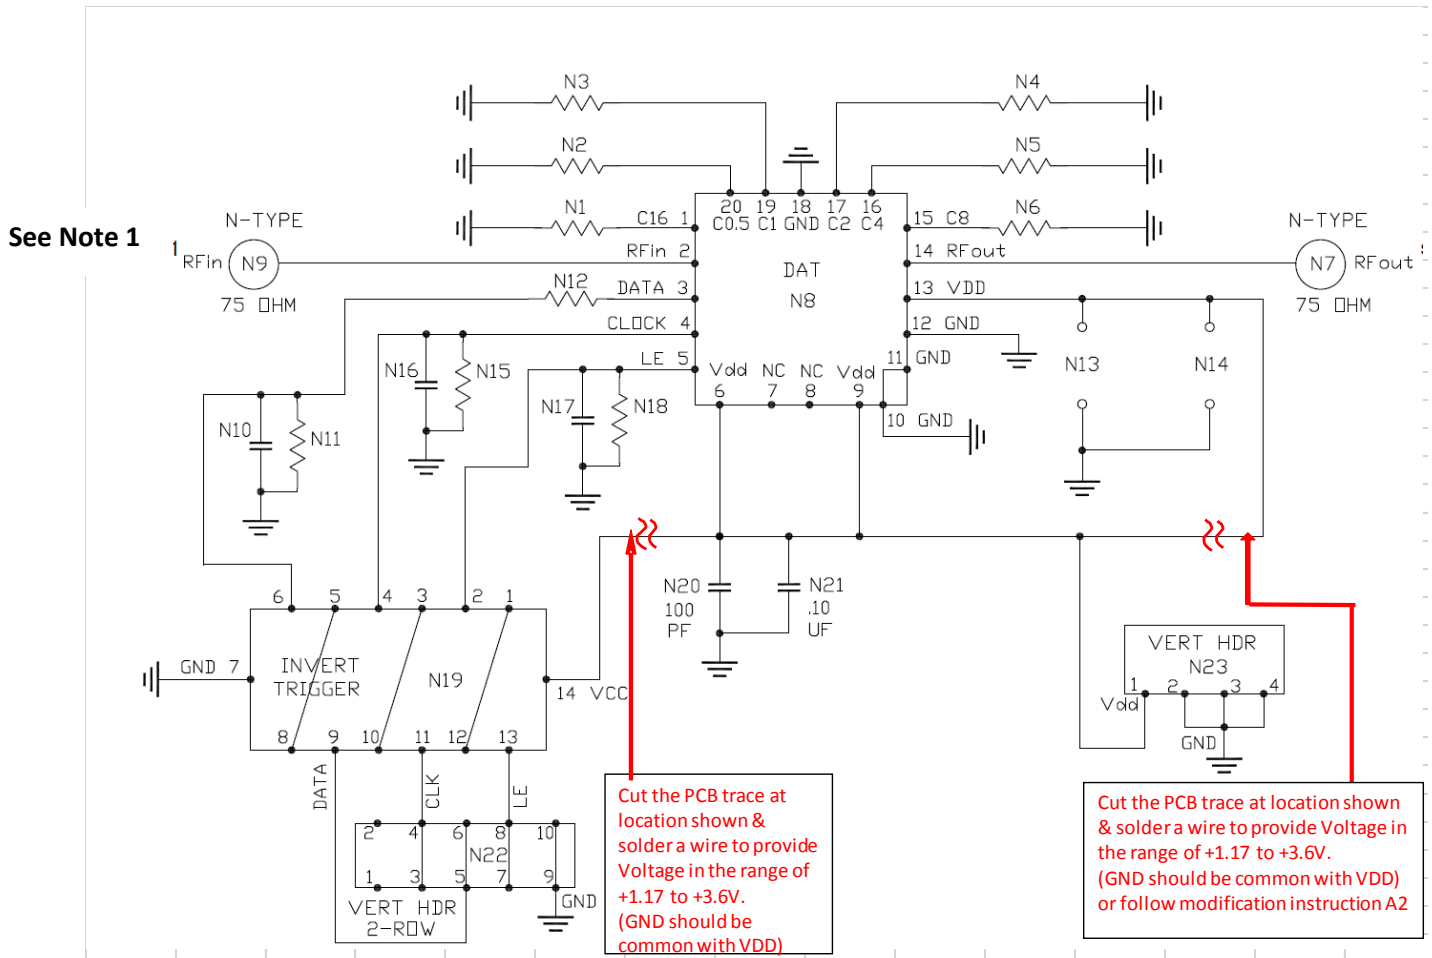 N3
N4
N2
N5
N-TYPE
N1
C16 1
20 19 18 17 16
C0.5 C1 GND C2 C4
15 C8
N6
N-TYPE
See Note 1
1
RFin
N9
RFin 2
14 RFout
N7
RFout
75 OHM
N12
DATA 3
DAT
N8
13 VDD
75 OHM
CLOCK 4
12 GND
N16
N15
LE 5
Vdd NC NC Vdd
6 7 8 9
11 GND
N13
N14
N10
N11
N17
N18
10 GND
N20
100
PF
N21
.10
UF
6 5 4 3 2 1
GND 7
INVERT
TRIGGER
N19
14 VCC
VERT HDR
N23
1 2 3 4
Vdd
GND
8 9 10 11 12 13
DATA
CLK
LE
2 4 6 8 10
N22
1 3 5 7 9
GND
VERT HDR
2-ROW
Cut the PCB trace at
location shown &
solder a wire to provide
Voltage in the range of
+1.17 to +3.6V.
(GND should be
common with VDD)
Cut the PCB trace at location shown
& solder a wire to provide Voltage in
the range of +1.17 to +3.6V.
(GND should be common with VDD)
or follow modification instruction A2